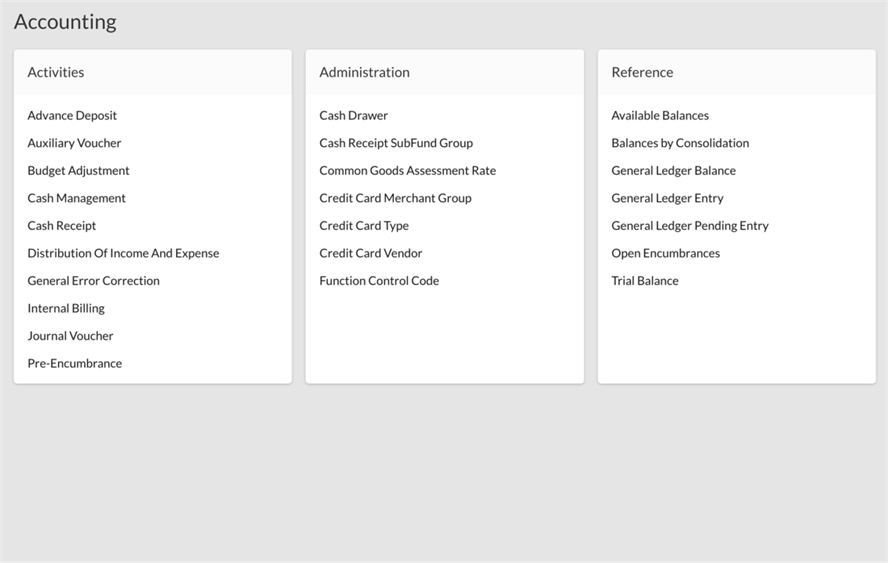 Accounting
Activities
Advance Deposit
Auxiliary Voucher
Budget Adjustment
Cash Management
Cash Receipt
Distribution Of Income And Expense
General Error Correction
Internal Billing
Journal Voucher
Pre-Encumbrance
Administration
Cash Drawer
Cash Receipt SubFund Group
Common Goods Assessment Rate
Credit Card Merchant Group
Credit Card Type
Credit Card Vendor
Function Control Code
Reference
Available Balances
Balances by Consolidation
General Ledger Balance
General Ledger Entry
General Ledger Pending Entry
Open Encumbrances
Trial Balance